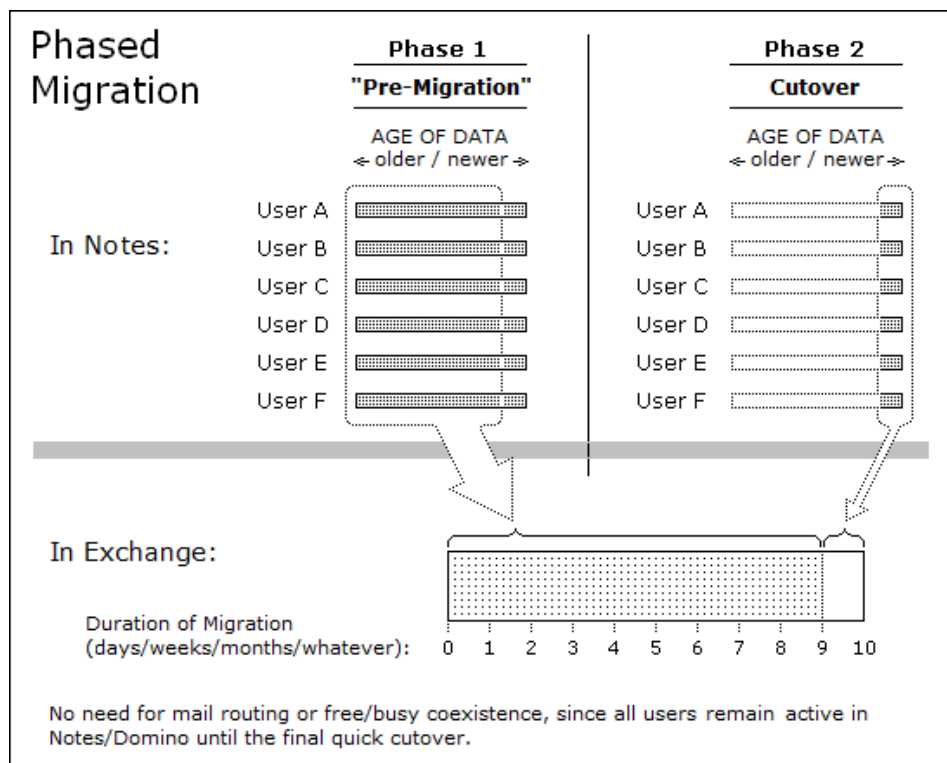 Phased
Migration
Phase 1
"Pre-Migration"
AGE OF DATA
older / newer
Phase 2
Cutover
AGE OF DATA
older / newer
In Notes:
User A
User B
User C
User D
User E
User F
User A
User B
User C
User D
User E
User F
In Exchange:
Duration of Migration
(days/weeks/months/whatever):
0 1 2 3 4 5 6 7 8 9 10
No need for mail routing or free/busy coexistence, since all users remain active in
Notes/Domino until the final quick cutover.